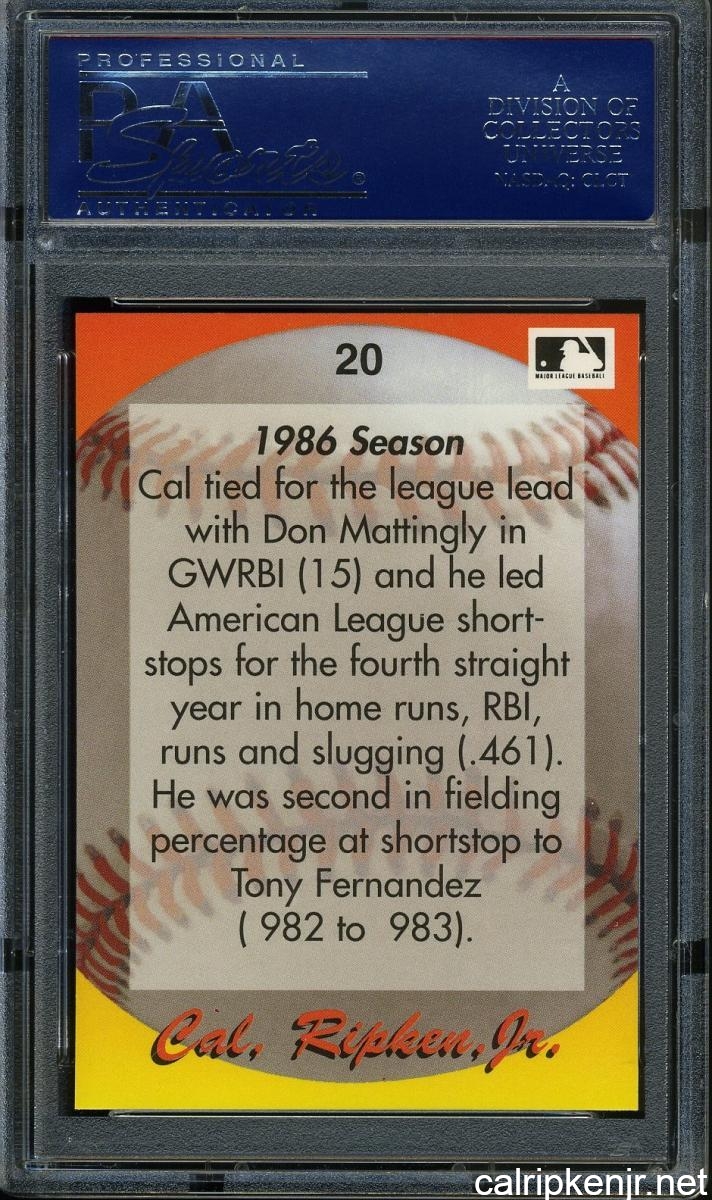 PROFESSIONAL
PSA
Sports
AUTHENTICATOR
A
DIVISION OF
COLLECTORS
UNIVERSE
NASDAQ: CLCT
20
MAJOR LEAGUE BASEBALL
1986 Season
Cal tied for the league lead
with Don Mattingly in
GWRBI (15) and he led
American League short-
stops for the fourth straight
year in home runs, RBI,
runs and slugging (.461).
He was second in fielding
percentage at shortstop to
Tony Fernandez
( 982 to  983).
Cal, Ripken, Jr.
calripkenjr.net